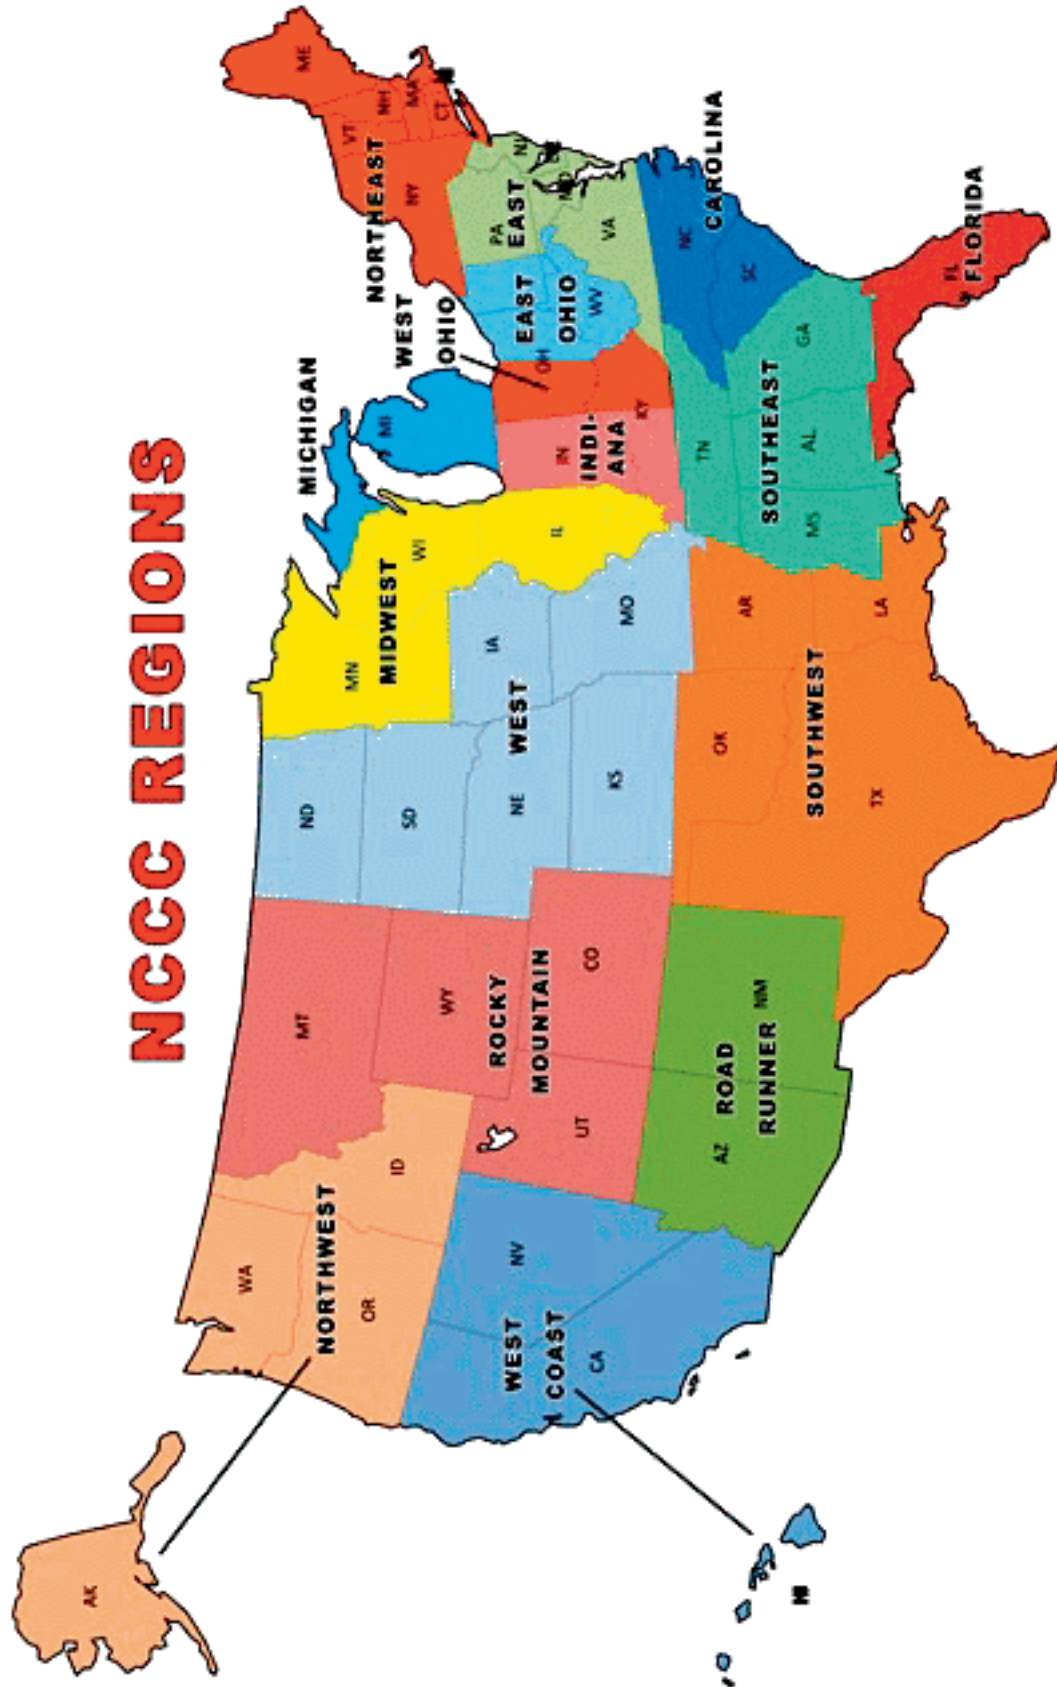 NCCC REGIONS
AK
WA
OR
ID
NORTHWEST
MT
WY
ROCKY
MOUNTAIN
CO
UT
NV
WEST
COAST
CA
HI
AZ
ROAD
RUNNER
NM
ND
SD
NE
WEST
KS
IA
MO
MN
MIDWEST
WI
IL
MICHIGAN
MI
OK
AR
LA
TX
SOUTHWEST
IN
INDI-
ANA
KY
WEST
OHIO
OH
EAST
OHIO
WV
TN
SOUTHEAST
MS
AL
GA
NORTHEAST
ME
VT
NH
MA
CT
NY
PA
EAST
NJ
MD
VA
NC
SC
CAROLINA
FL
FLORIDA